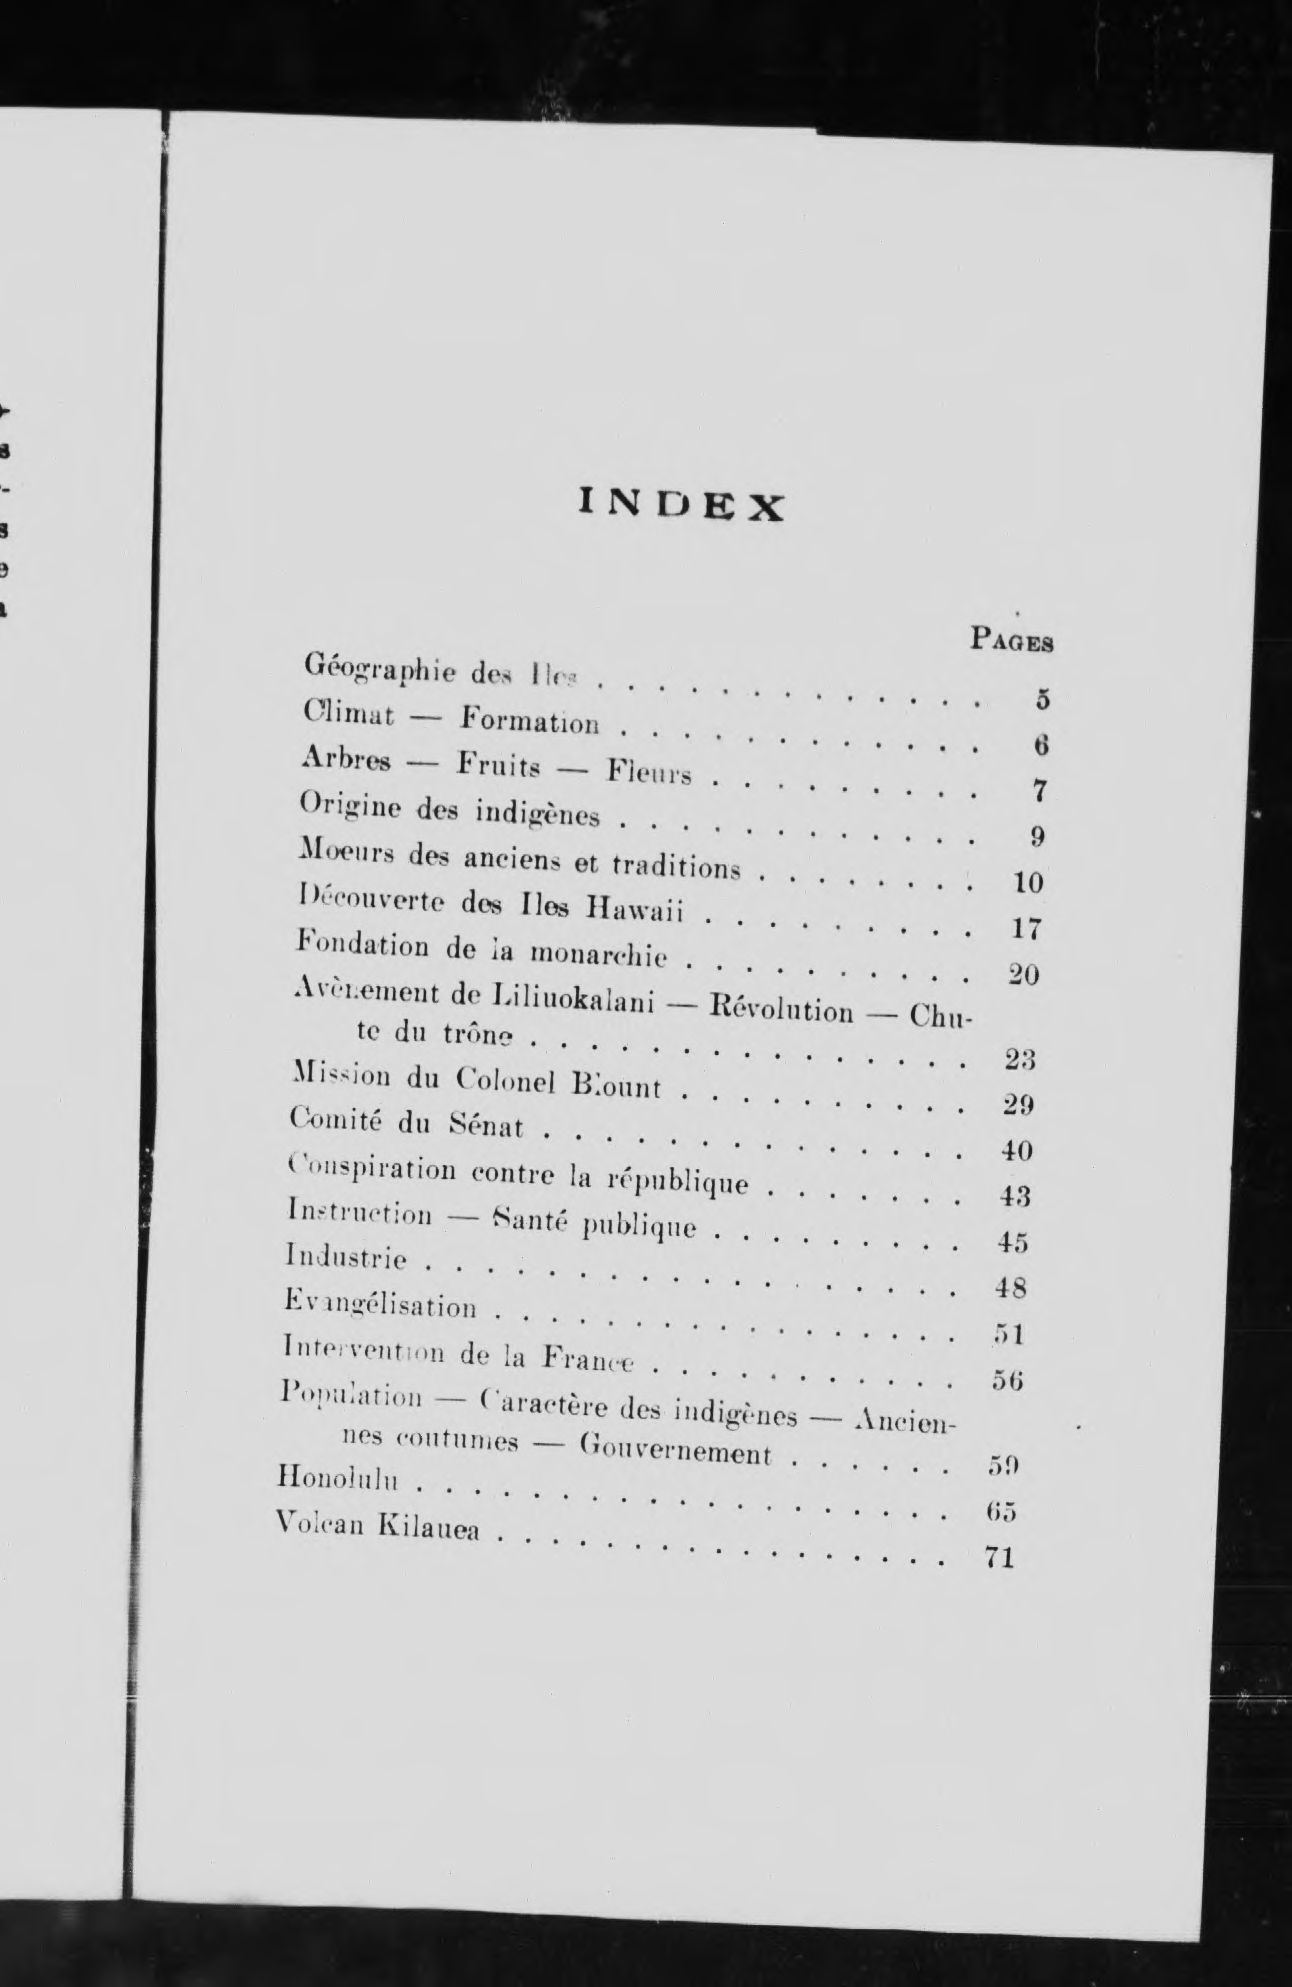 INDEX
PAGES
Géographie des Iles . . . . . . . . . . . . . 5
Climat — Formation . . . . . . . . . . . . 6
Arbres — Fruits — Fleurs . . . . . . . . . 7
Origine des indigènes . . . . . . . . . . . . 9
Moeurs des anciens et traditions . . . . . . . . 10
Découverte des Iles Hawaii . . . . . . . . . 17
Fondation de la monarchie . . . . . . . . . . 20
Avènement de Liliuokalani — Révolution — Chu-
te du trône . . . . . . . . . . . . . . . 23
Mission du Colonel Blount . . . . . . . . . . 29
Comité du Sénat . . . . . . . . . . . . . . 40
Conspiration contre la république . . . . . . . 43
Instruction — Santé publique . . . . . . . . . 45
Industrie . . . . . . . . . . . . . . . . . . 48
Evangélisation . . . . . . . . . . . . . . . . . 51
Intervention de la France . . . . . . . . . . . 56
Population — Caractère des indigènes — Ancien-
nes coutumes — Gouvernement . . . . . . 59
Honolulu . . . . . . . . . . . . . . . . . . . 65
Volcan Kilauea . . . . . . . . . . . . . . . . . 71